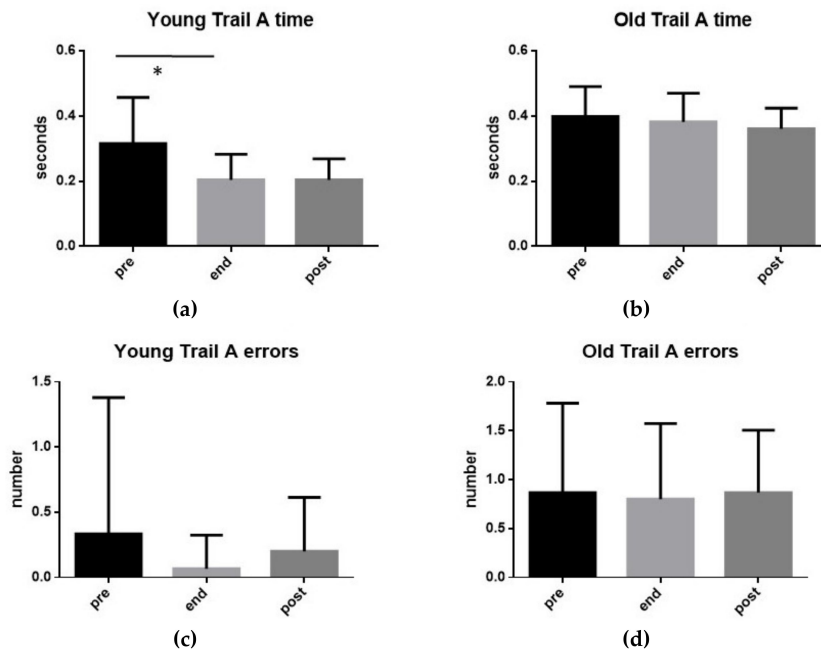 Young Trail A time
*
seconds
0.6
0.4
0.2
0.0
pre
end
post
(a)
Old Trail A time
seconds
0.6
0.4
0.2
0.0
pre
end
post
(b)
Young Trail A errors
number
1.5
1.0
0.5
0.0
pre
end
post
(c)
Old Trail A errors
number
2.0
1.5
1.0
0.5
0.0
pre
end
post
(d)